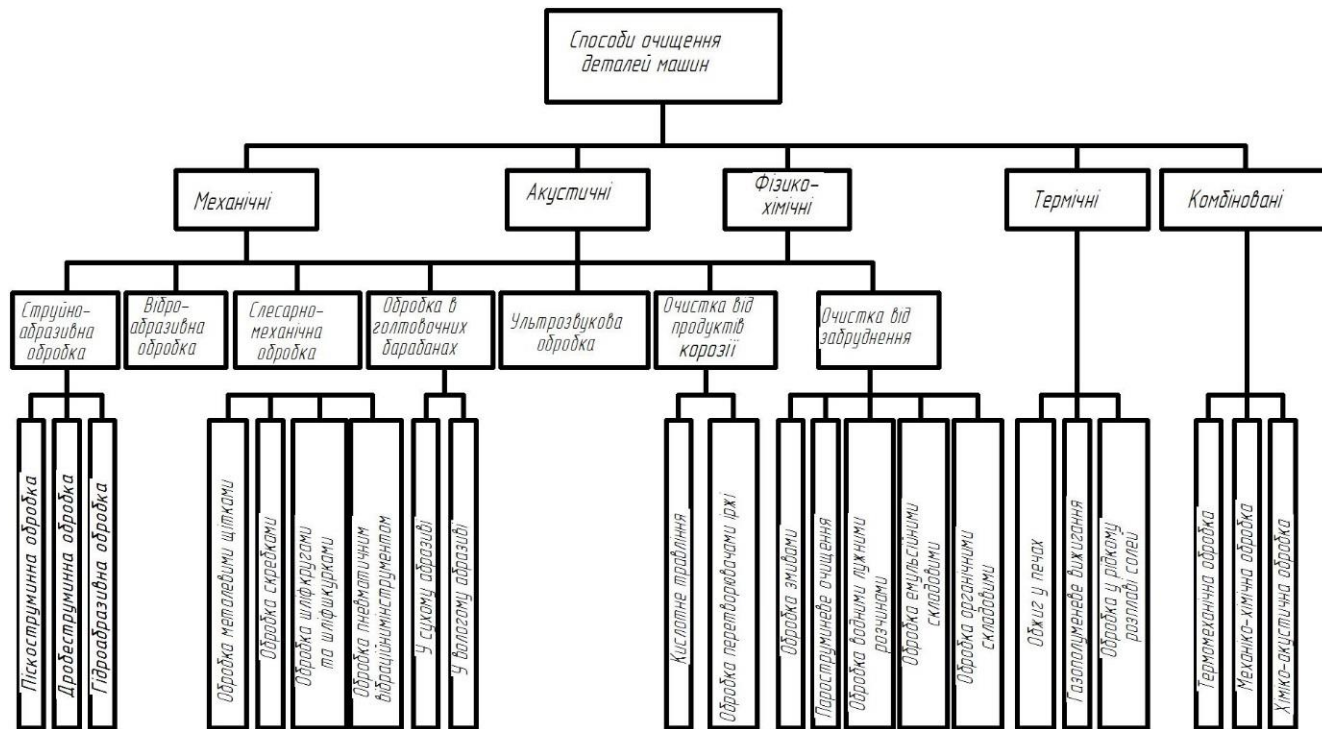 Способи очищення
деталей машин
Механічні
Акустичні
Фізико-
хімічні
Термічні
Комбіновані
Струйно-
абразивна
обробка
Вібро-
абразивна
обробка
Слесарно-
механічна
обробка
Обробка в
голтовочних
барабанах
Ультрозвукова
обробка
Очистка від
продуктів
корозії
Очистка від
забруднення
Піскоструминна обробка
Дробеструминна обробка
Гідроабразивна обробка
Обробка металевими щітками
Обробка скребками
Обробка шліфкругами
та шліфшкурками
Обробка пневматичним
вібраційнимінструментом
У сухому абразиві
У вологому абразиві
Кислотне травління
Обробка перетворювачами іржі
Обробка змивами
Пароструминеве очищення
Обробка водними лужними
розчинами
Обробка емульсійними
складовими
Обробка органічними
складовими
Обжиг у печах
Газополуменеве вижигання
Обробка у рідкому
розплаві солей
Термомеханічна обробка
Механіко-хімічна обробка
Хіміко-акустична обробка